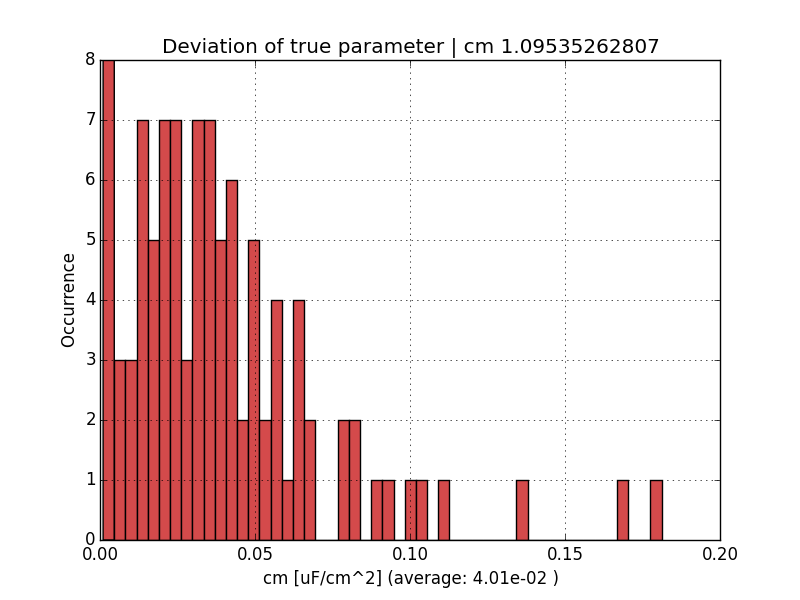 Deviation of true parameter | cm 1.09535262807
8
7
6
5
4
3
2
1
0
Occurrence
0.00 0.05 0.10 0.15 0.20
cm [uF/cm^2] (average: 4.01e-02 )